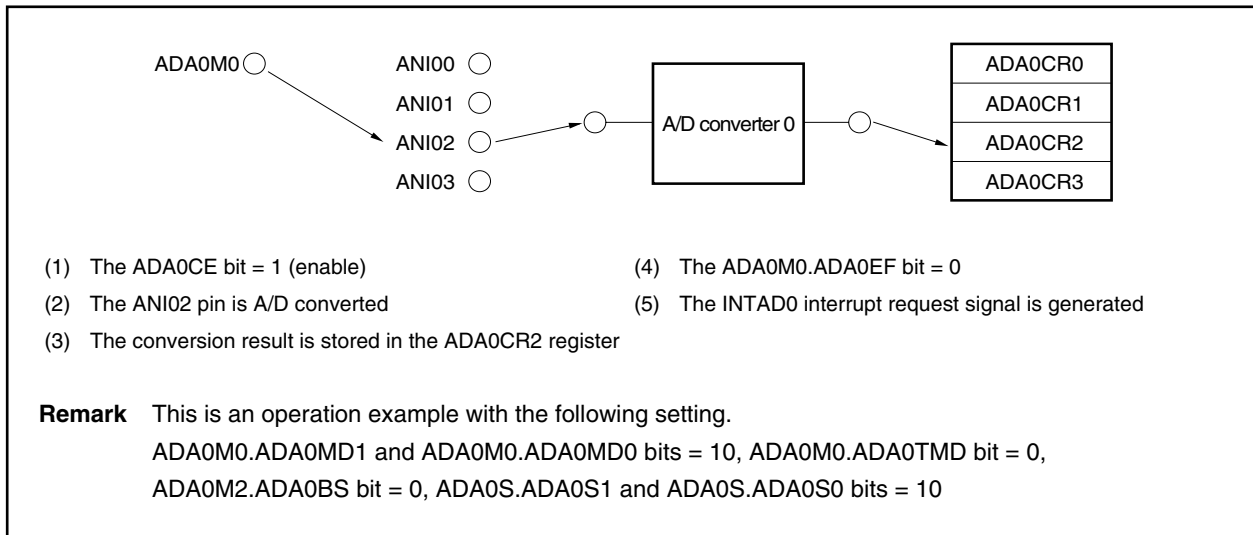 ADA0M0
ANI00
ANI01
ANI02
ANI03
A/D converter 0
ADA0CR0
ADA0CR1
ADA0CR2
ADA0CR3
(1) The ADA0CE bit = 1 (enable)
(2) The ANI02 pin is A/D converted
(3) The conversion result is stored in the ADA0CR2 register
(4) The ADA0M0.ADA0EF bit = 0
(5) The INTAD0 interrupt request signal is generated
Remark This is an operation example with the following setting.
ADA0M0.ADA0MD1 and ADA0M0.ADA0MD0 bits = 10, ADA0M0.ADA0TMD bit = 0,
ADA0M2.ADA0BS bit = 0, ADA0S.ADA0S1 and ADA0S.ADA0S0 bits = 10